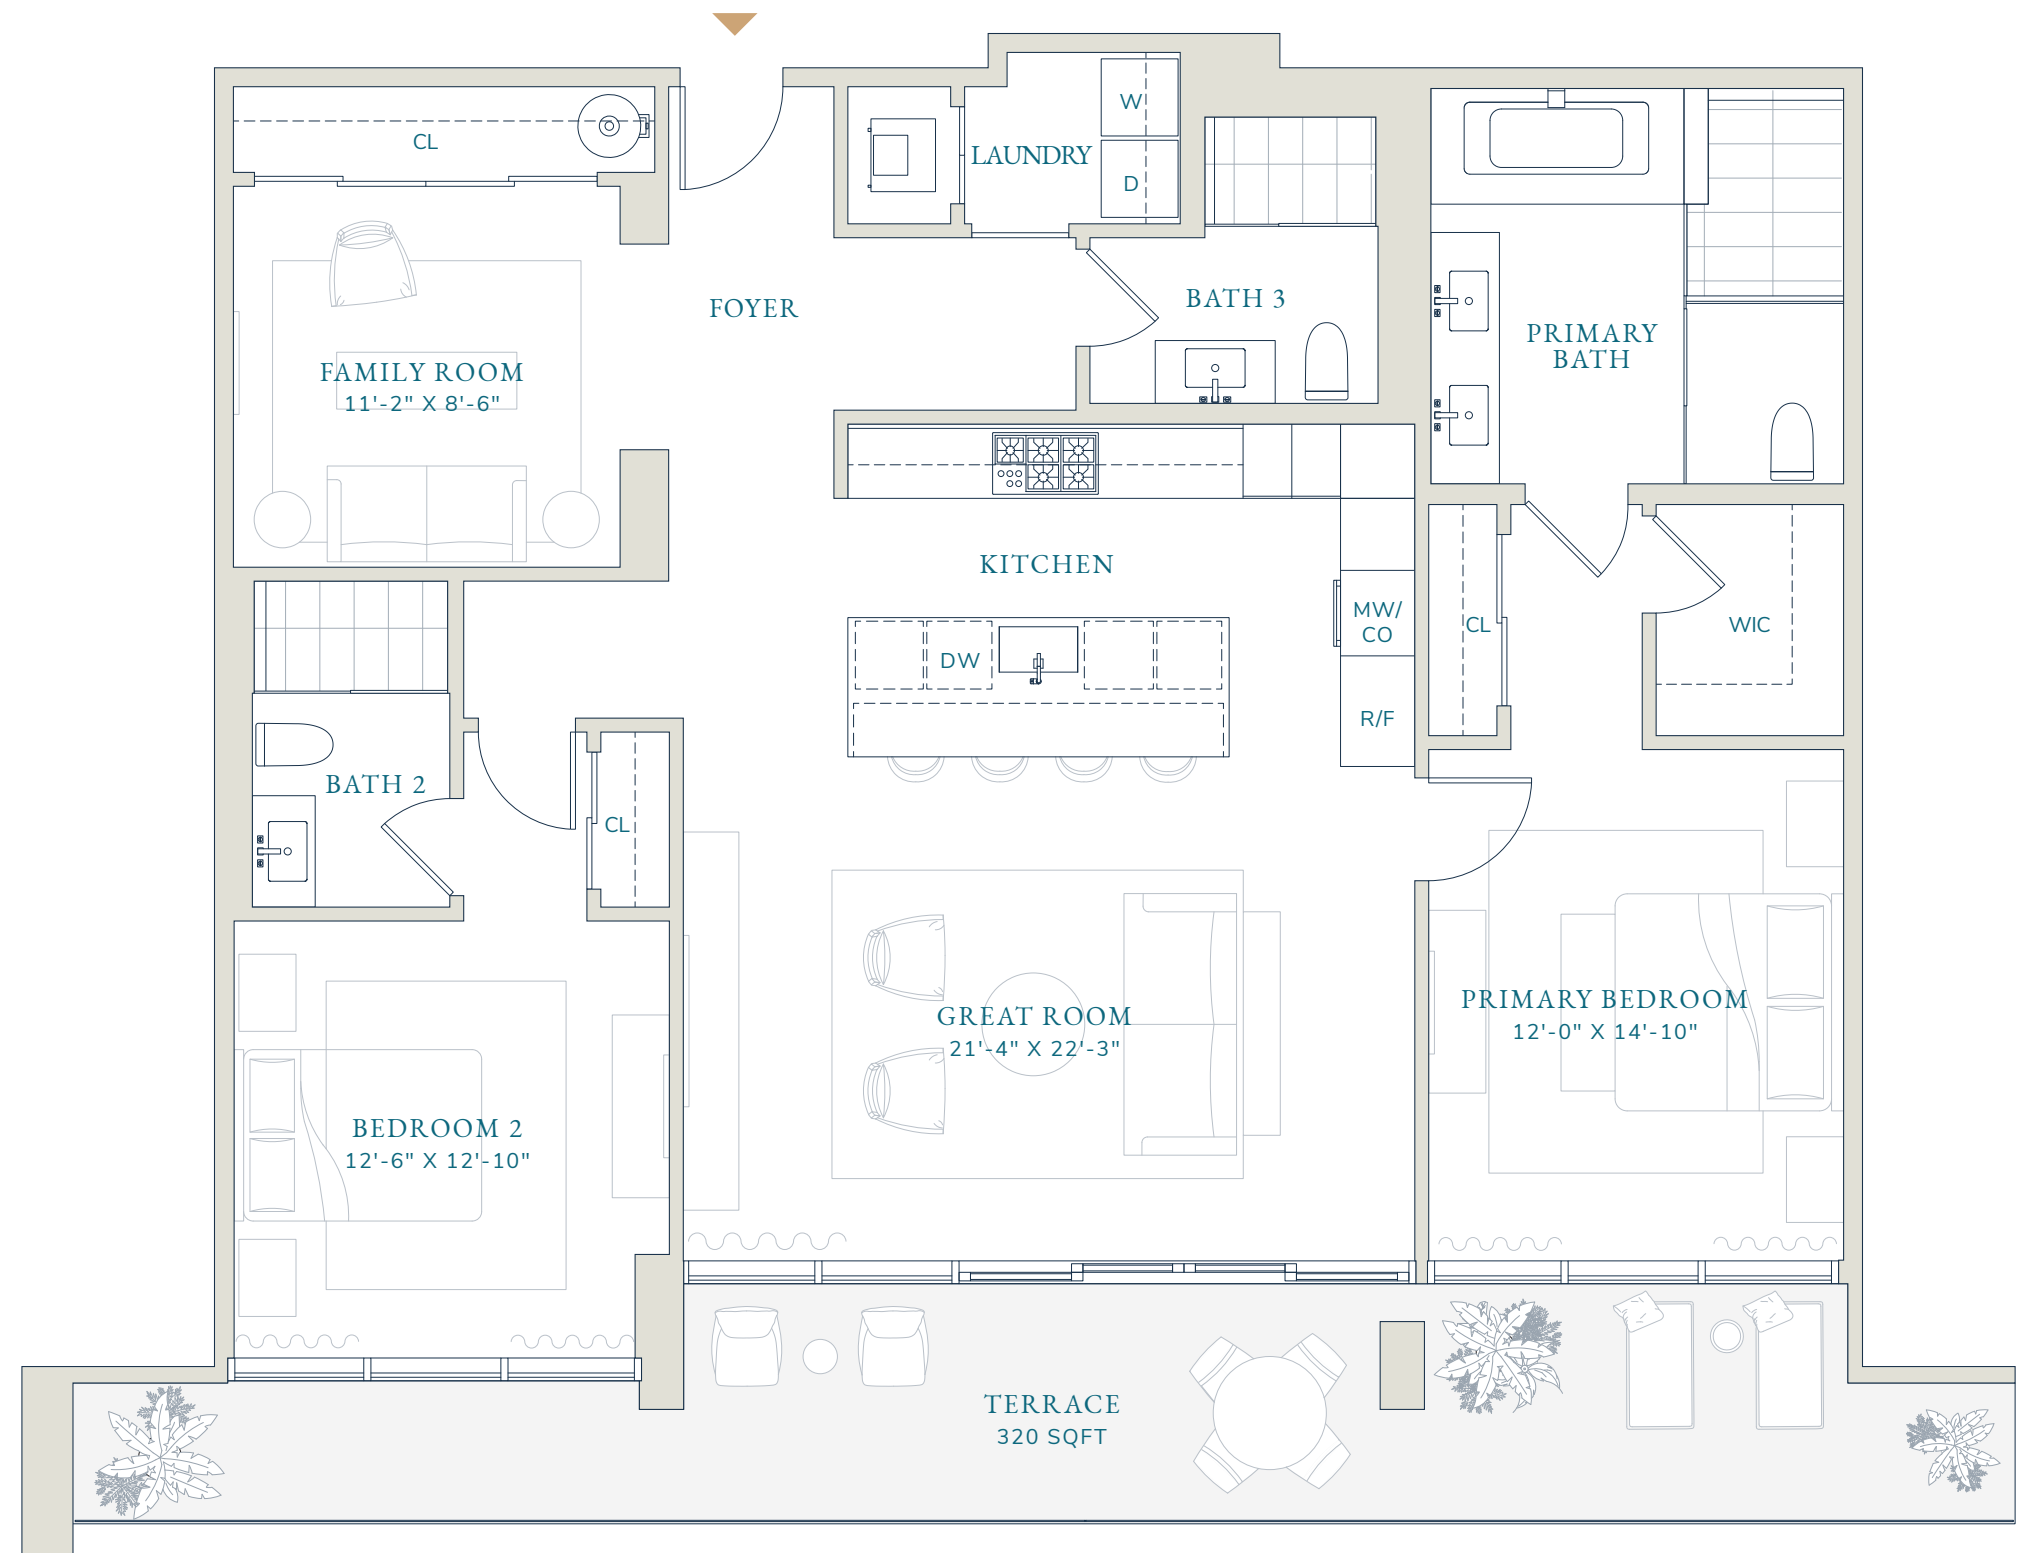 W
CL
LAUNDRY
D
BATH 3
FOYER
PRIMARY
BATH
FAMILY ROOM
11'-2" X 8'-6"
KITCHEN
MW/
CO
CL
WIC
DW
R/F
BATH 2
CL
PRIMARY BEDROOM
12'-0" X 14'-10"
GREAT ROOM
21'-4" X 22'-3"
BEDROOM 2
12'-6" X 12'-10"
TERRACE
320 SQFT